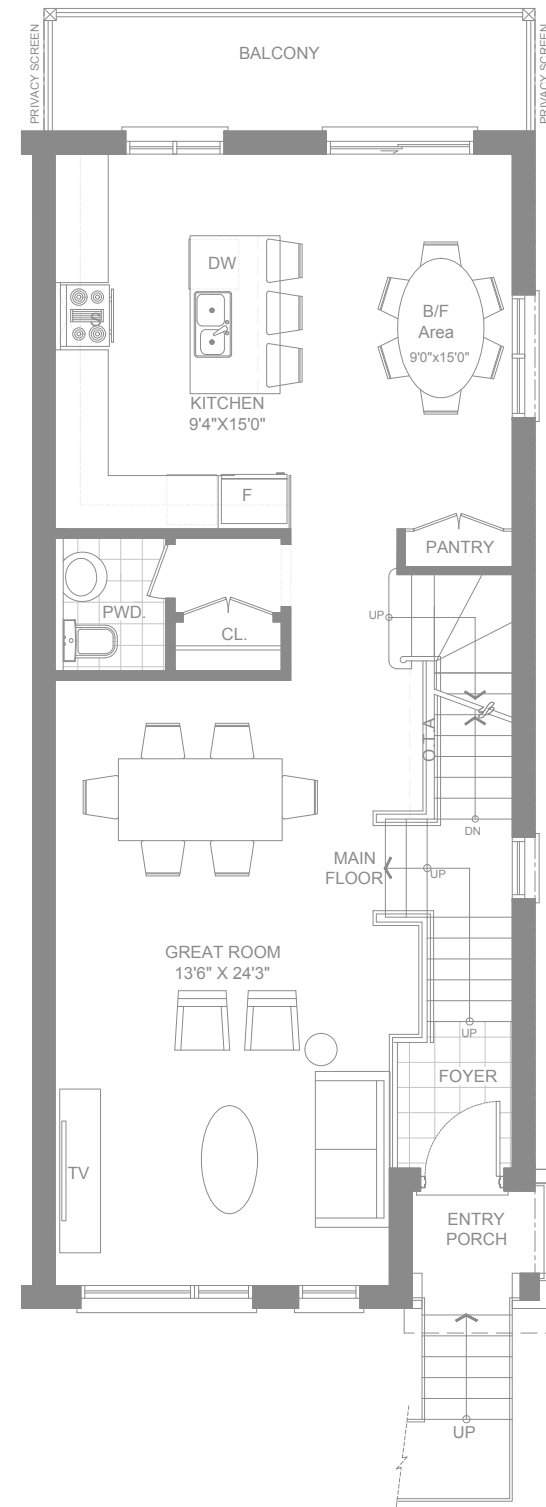 PRIVACY SCREEN
BALCONY
PRIVACY SCREEN
DW
S
B/F
Area
9'0"x15'0"
KITCHEN
9'4"X15'0"
F
PANTRY
PWD.
CL.
UP
O.T.A
DN
MAIN
FLOOR
UP
GREAT ROOM
13'6" X 24'3"
UP
FOYER
TV
ENTRY
PORCH
UP